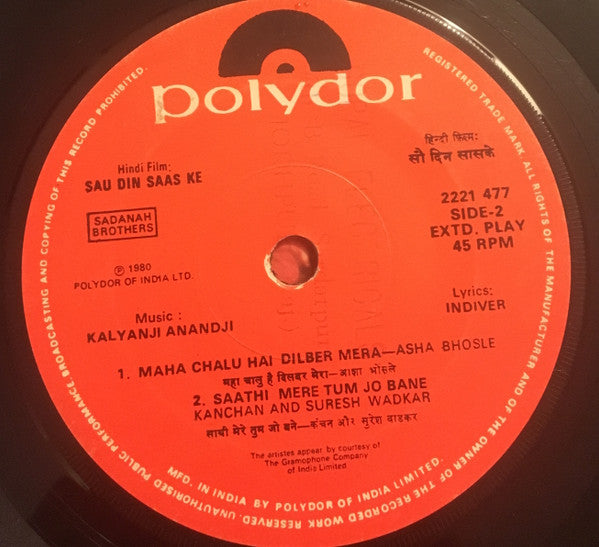 polydor
Hindi Film:
SAU DIN SAAS KE
SADANAH
BROTHERS
℗ 1980
POLYDOR OF INDIA LTD.
Music :
KALYANJI ANANDJI
हिन्दी फिल्म:
सौ दिन सासके
2221 477
SIDE-2
EXTD. PLAY
45 RPM
Lyrics:
INDIVER
1. MAHA CHALU HAI DILBER MERA—ASHA BHOSLE
महा चालु है दिलबर मेरा—आशा भोंसले
2. SAATHI MERE TUM JO BANE
KANCHAN AND SURESH WADKAR
साथी मेरे तुम जो बने—कंचन और सुरेश वाडकर
The artistes appear by courtesy of
The Gramophone Company
of India Limited
MFD. IN INDIA BY POLYDOR OF INDIA LIMITED.
REGISTERED TRADE MARK. ALL RIGHTS OF THE MANUFACTURER AND OF THE OWNER OF THE RECORDED WORK RESERVED. UNAUTHORISED PUBLIC PERFORMANCE BROADCASTING AND COPYING OF THIS RECORD PROHIBITED.